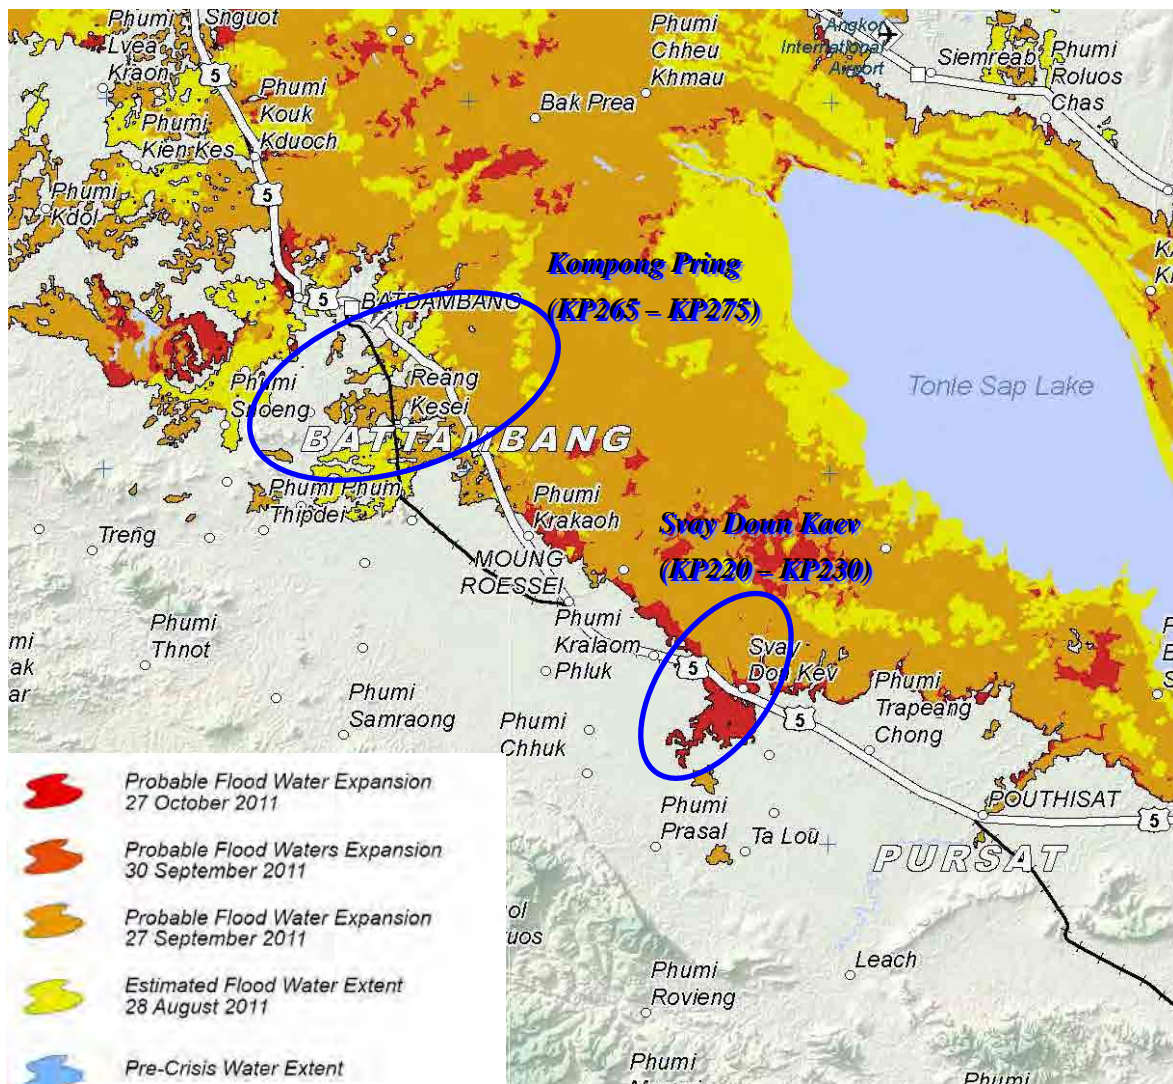 Phumi
Lvea
Kraon
Snguot
5
Phumi
Kouk
Kduoch
Phumi
Kien Kes
5
Phumi
Kdol
Bak Prea
Phumi
Chheu
Khmau
Angkor
International
Airport
Siemreab
Phumi
Roluos
Chas
Kompong Pring
(KP265 – KP275)
5
BATDAMBANG
Phumi
Snoeng
Reang
Kesei
BATTAMBANG
Tonle Sap Lake
Phumi
Thipdei
Phum
Phumi
Krakaoh
Svay Doun Kaev
(KP220 – KP230)
Treng
MOUNG
ROESSEI
Phumi
Thnot
Phumi
Kralaom
Phluk
5
Svay
Don Kev
5
Phumi
Trapeang
Chong
Phumi
Samraong
Phumi
Chhuk
Phumi
Prasal
Ta Lou
POUTHISAT
5
PURSAT
Leach
Phumi
Rovieng
Phumi
Phumi
Probable Flood Water Expansion
27 October 2011
Probable Flood Waters Expansion
30 September 2011
Probable Flood Water Expansion
27 September 2011
Estimated Flood Water Extent
28 August 2011
Pre-Crisis Water Extent